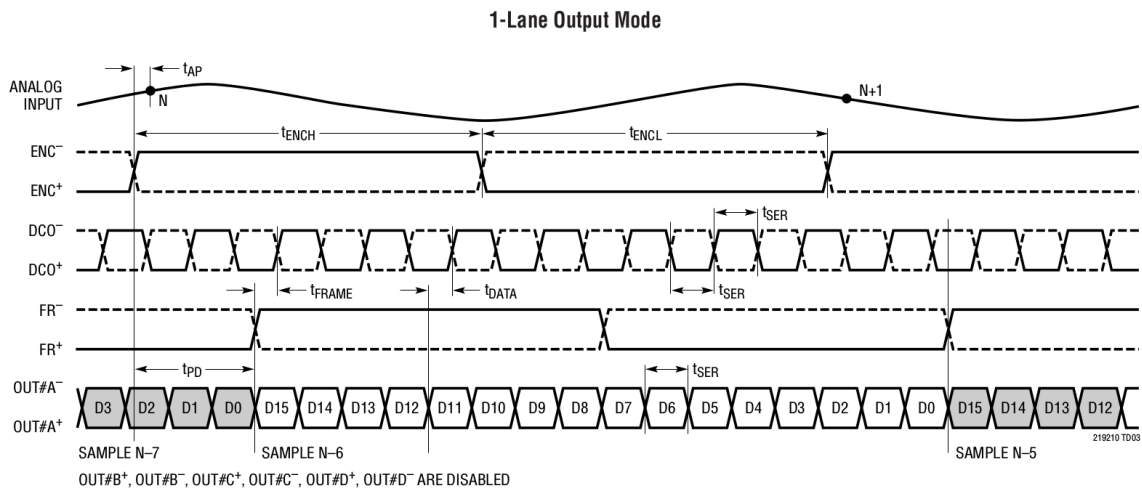 1-Lane Output Mode
tAP
ANALOG
INPUT
N
N+1
tENCH
tENCL
ENC–
ENC+
tSER
DCO–
DCO+
tFRAME
tDATA
tSER
FR–
FR+
tPD
tSER
OUT#A–
OUT#A+
D3 D2 D1 D0 D15 D14 D13 D12 D11 D10 D9 D8 D7 D6 D5 D4 D3 D2 D1 D0 D15 D14 D13 D12
219210 TD03
SAMPLE N–7
SAMPLE N–6
SAMPLE N–5
OUT#B+, OUT#B–, OUT#C+, OUT#C–, OUT#D+, OUT#D– ARE DISABLED